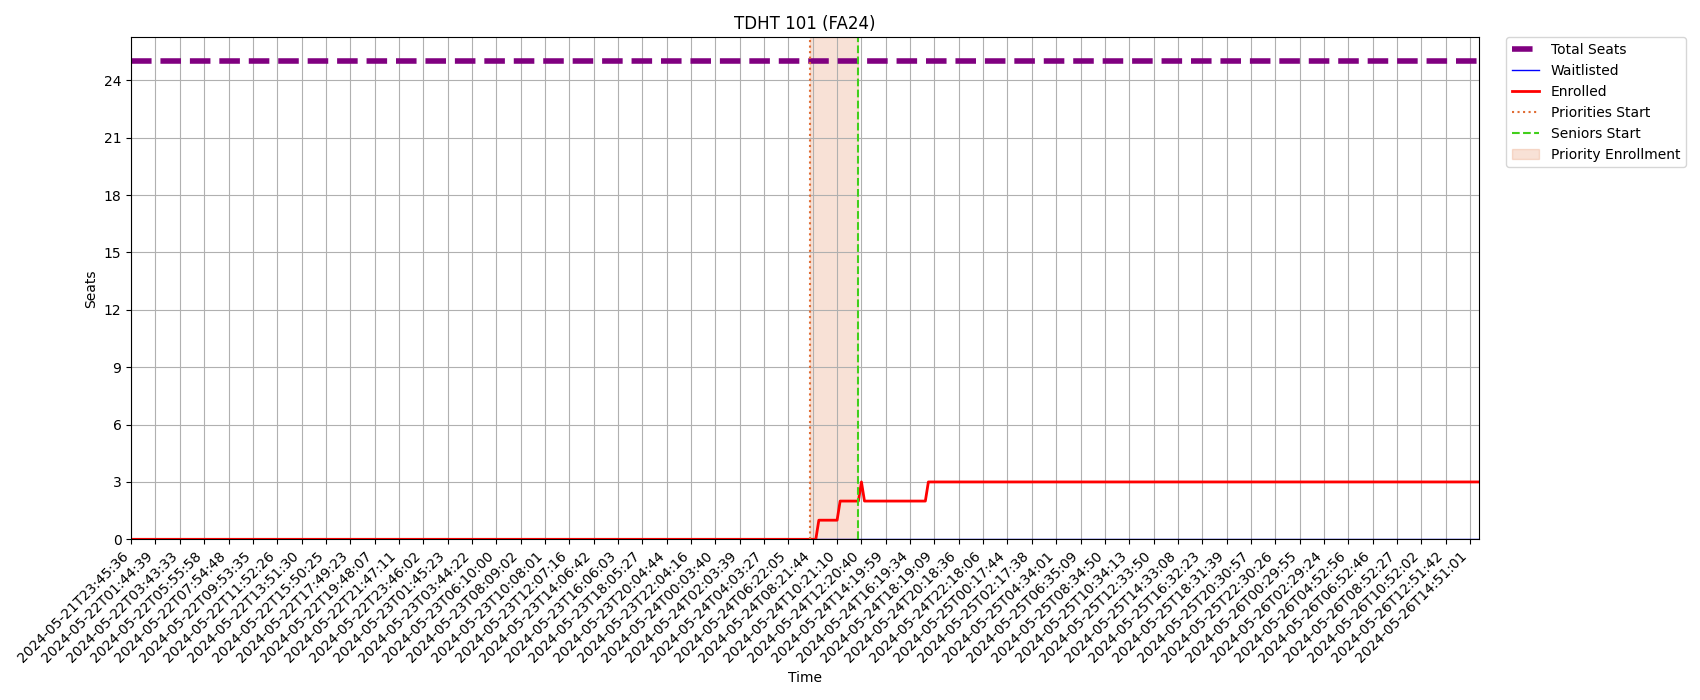 TDHT 101 (FA24)
Total Seats
Waitlisted
Enrolled
Priorities Start
Seniors Start
Priority Enrollment
Seats
24
21
18
15
12
9
6
3
0
2024-05-21T23:45:36
2024-05-22T01:44:39
2024-05-22T03:43:33
2024-05-22T05:55:58
2024-05-22T07:54:48
2024-05-22T09:53:35
2024-05-22T11:52:26
2024-05-22T13:51:30
2024-05-22T15:50:25
2024-05-22T17:49:23
2024-05-22T19:48:07
2024-05-22T21:47:11
2024-05-22T23:46:02
2024-05-23T01:45:23
2024-05-23T03:44:22
2024-05-23T06:10:00
2024-05-23T08:09:02
2024-05-23T10:08:01
2024-05-23T12:07:16
2024-05-23T14:06:42
2024-05-23T16:06:03
2024-05-23T18:05:27
2024-05-23T20:04:44
2024-05-23T22:04:16
2024-05-24T00:03:40
2024-05-24T02:03:39
2024-05-24T04:03:27
2024-05-24T06:22:05
2024-05-24T08:21:44
2024-05-24T10:21:10
2024-05-24T12:20:40
2024-05-24T14:19:59
2024-05-24T16:19:34
2024-05-24T18:19:09
2024-05-24T20:18:36
2024-05-24T22:18:06
2024-05-25T00:17:44
2024-05-25T02:17:38
2024-05-25T04:34:01
2024-05-25T06:35:09
2024-05-25T08:34:50
2024-05-25T10:34:13
2024-05-25T12:33:50
2024-05-25T14:33:08
2024-05-25T16:32:23
2024-05-25T18:31:39
2024-05-25T20:30:57
2024-05-25T22:30:26
2024-05-26T00:29:55
2024-05-26T02:29:24
2024-05-26T04:52:56
2024-05-26T06:52:46
2024-05-26T08:52:27
2024-05-26T10:52:02
2024-05-26T12:51:42
2024-05-26T14:51:01
Time